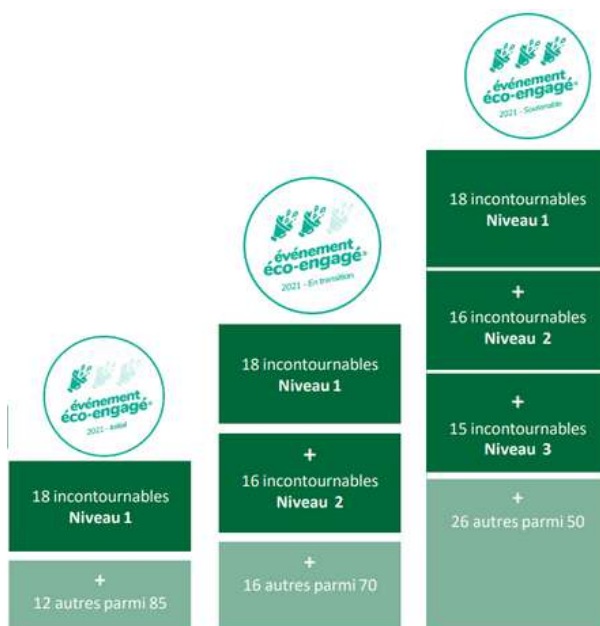 événement
éco-engagé®
2021 - Initial
18 incontournables
Niveau 1
+
12 autres parmi 85
événement
éco-engagé®
2021 - En transition
18 incontournables
Niveau 1
+
16 incontournables
Niveau 2
+
16 autres parmi 70
événement
éco-engagé®
2021 - Soutenable
18 incontournables
Niveau 1
+
16 incontournables
Niveau 2
+
15 incontournables
Niveau 3
+
26 autres parmi 50